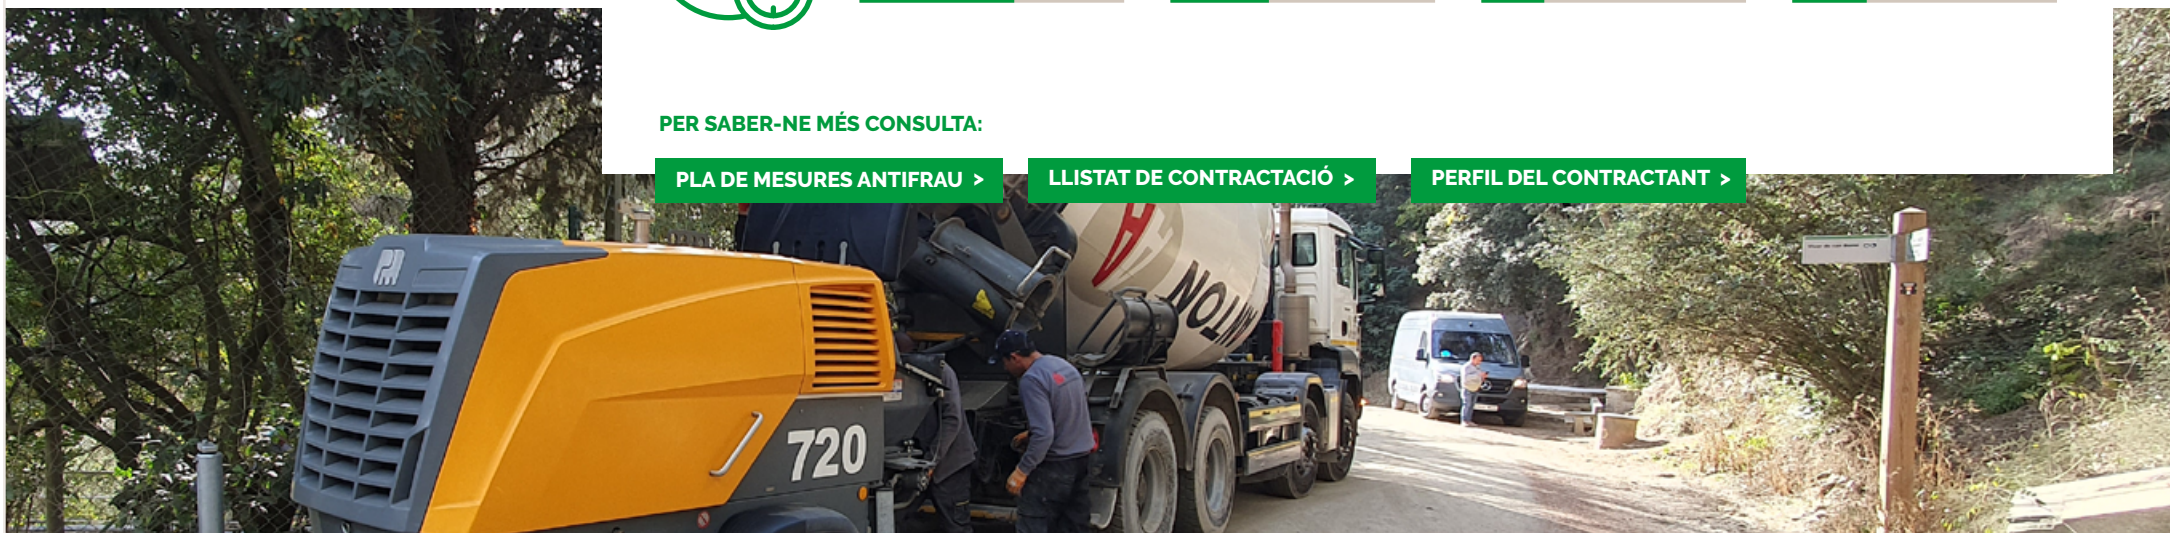 PER SABER-NE MÉS CONSULTA:
PLA DE MESURES ANTIFRAU >
LLISTAT DE CONTRACTACIÓ >
PERFIL DEL CONTRACTANT >
720